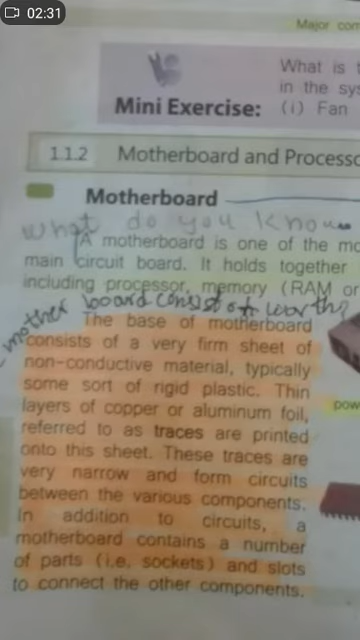 02:31
Major com
What is t
in the sys
Mini Exercise: (i) Fan
1.1.2 Motherboard and Processo
Motherboard
What do you know
A motherboard is one of the mo
main circuit board. It holds together
including processor, memory (RAM or
mother board consist of
The base of motherboard
consists of a very firm sheet of
non-conductive material, typically
some sort of rigid plastic. Thin
layers of copper or aluminum foil,
referred to as traces are printed
onto this sheet. These traces are
very narrow and form circuits
between the various components.
In addition to circuits, a
motherboard contains a number
of parts (i.e. sockets) and slots
to connect the other components.
pow